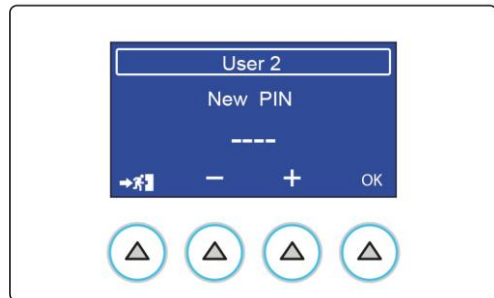 User 2
New PIN
----
− + OK